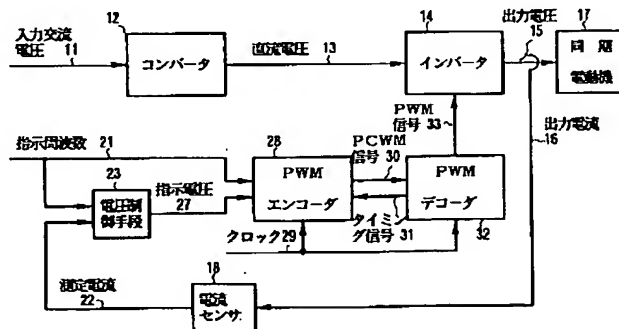 12
14
出力電圧
15
17
入力交流
電圧
11
コンバータ
直流電圧
13
インバータ
同期
電動機
PWM
信号 33
出力電流
16
指示周波数
21
28
PCWM
信号 30
23
指示電圧
27
電圧制
御手段
PWM
エンコーダ
PWM
デコーダ
タイミン
グ信号 31
32
クロック
29
測定電流
22
18
電流
センサ